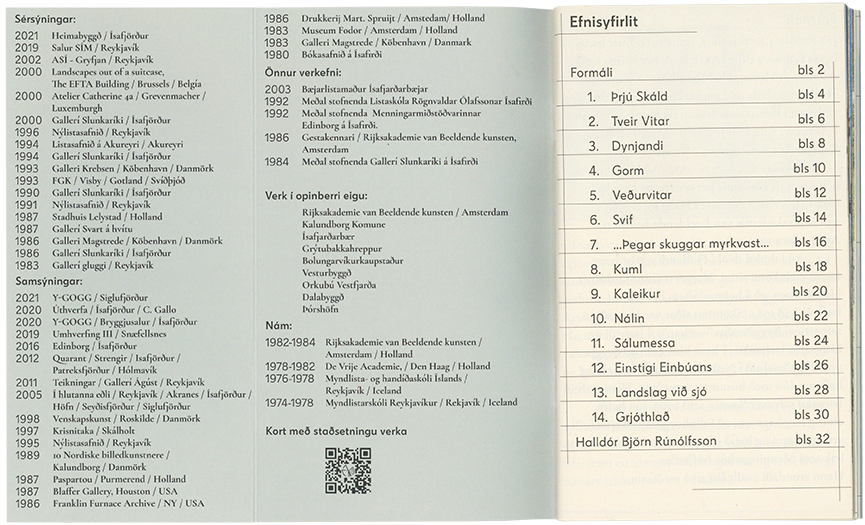 Sérsýningar:
2021 Heimabyggð / Ísafjörður
2019 Salur SÍM / Reykjavík
2002 ASÍ - Gryfjan / Reykjavík
2000 Landscapes out of a suitcase,
The EFTA Building / Brussels / Belgía
2000 Atelier Catherine 4a / Grevenmacher /
Luxemburgh
2000 Gallerí Slunkaríki / Ísafjörður
1996 Nýlistasafnið / Reykjavík
1994 Listasafnið á Akureyri / Akureyri
1994 Gallerí Slunkaríki / Ísafjörður
1993 Galleri Krebsen / Köbenhavn / Danmörk
1993 FGK / Visby / Gotland / Svíþjóð
1990 Gallerí Slunkaríki / Ísafjörður
1991 Nýlistasafnið / Reykjavík
1987 Stadhuis Lelystad / Holland
1987 Gallerí Svart á hvítu
1986 Galleri Magstrede / Köbenhavn / Danmörk
1986 Gallerí Slunkaríki / Ísafjörður
1983 Gallerí gluggi / Reykjavík
Samsýningar:
2021 Y-GOGG / Siglufjörður
2020 Úthverfa / Ísafjörður / C. Gallo
2020 Y-GOGG / Bryggjusalur / Ísafjörður
2019 Umhverfing III / Snæfellsnes
2016 Edinborg / Ísafjörður
2012 Quarant / Strengir / Ísafjörður /
Patreksfjörður / Hólmavík
2011 Teikningar / Gallerí Ágúst / Reykjavík
2005 Í hlutanna eðli / Reykjavík / Akranes / Ísafjörður /
Höfn / Seyðisfjörður / Siglufjörður
1998 Venskapskunst / Roskilde / Danmörk
1997 Krisnitaka / Skálholt
1995 Nýlistasafnið / Reykjavík
1989 10 Nordiske billedkunstnere /
Kalundborg / Danmörk
1987 Paspartou / Purmerend / Holland
1987 Blaffer Gallery, Houston / USA
1986 Franklin Furnace Archive / NY / USA
1986 Drukkerij Mart. Spruijt / Amstedam/ Holland
1983 Museum Fodor / Amsterdam / Holland
1983 Galleri Magstrede / Köbenhavn / Danmark
1980 Bókasafnið á Ísafirði
Önnur verkefni:
2003 Bæjarlistamaður Ísafjarðarbæjar
1992 Meðal stofnenda Listaskóla Rögnvaldar Ólafssonar Ísafirði
1992 Meðal stofnenda Menningarmiðstöðvarinnar
Edinborg á Ísafirði.
1986 Gestakennari / Rijksakademie van Beeldende kunsten,
Amsterdam
1984 Meðal stofnenda Gallerí Slunkaríki á Ísafirði
Verk í opinberri eigu:
Rijksakademie van Beeldende kunsten / Amsterdam
Kalundborg Komune
Ísafjarðarbær
Grýtubakkahreppur
Bolungarvíkurkaupstaður
Vesturbyggð
Orkubú Vestfjarða
Dalabyggð
Þórshöfn
Nám:
1982-1984 Rijksakademie van Beeldende kunsten /
Amsterdam / Holland
1978-1982 De Vrije Academie, / Den Haag / Holland
1976-1978 Myndlista- og handíðaskóli Íslands /
Reykjavík / Iceland
1974-1978 Myndlistarskóli Reykjavíkur / Rekjavík / Iceland
Kort með staðsetningu verka
Efnisyfirlit
Formáli bls 2
1. Þrjú Skáld bls 4
2. Tveir Vitar bls 6
3. Dynjandi bls 8
4. Gorm bls 10
5. Veðurvitar bls 12
6. Svif bls 14
7. ...Þegar skuggar myrkvast... bls 16
8. Kuml bls 18
9. Kaleikur bls 20
10. Nálin bls 22
11. Sálumessa bls 24
12. Einstigi Einbúans bls 26
13. Landslag við sjó bls 28
14. Grjóthlað bls 30
Halldór Björn Rúnólfsson bls 32